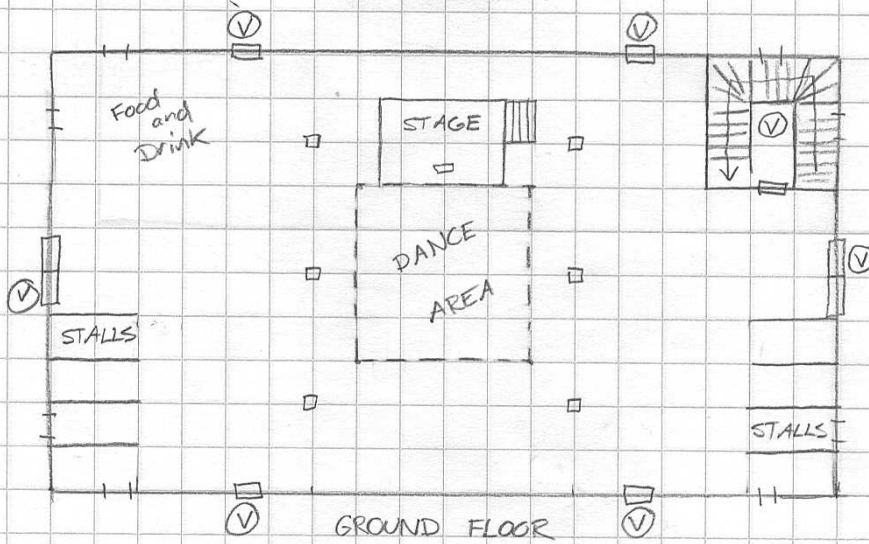 V
V
Food
and
Drink
STAGE
V
DANCE
AREA
V
V
STALLS
STALLS
V
V
GROUND FLOOR